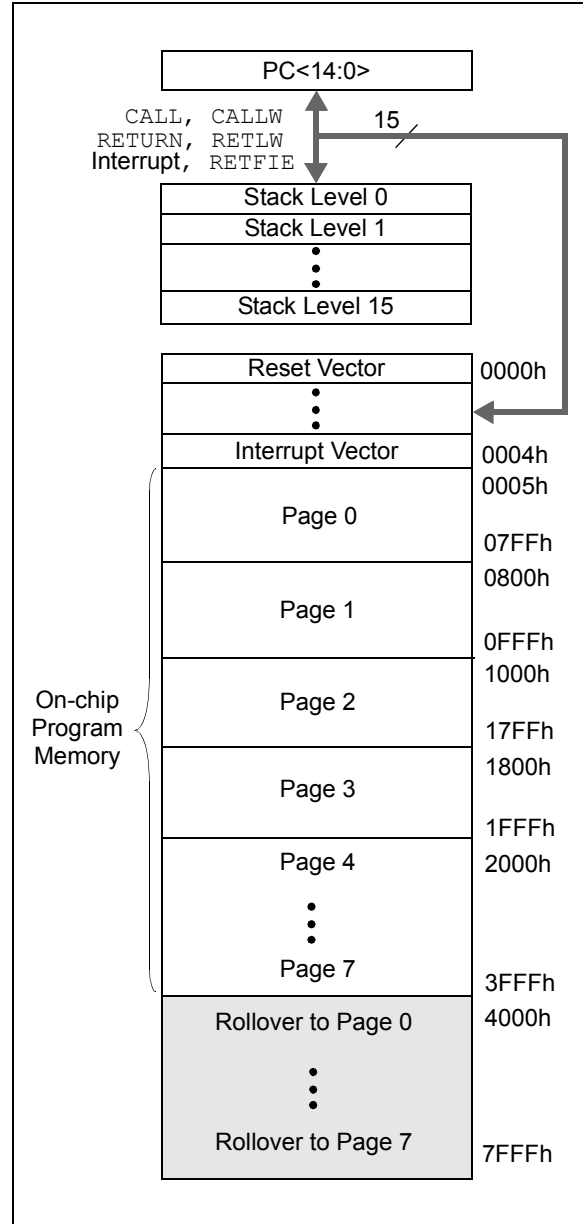 PC<14:0>
CALL, CALLW
15
RETURN, RETLW
Interrupt, RETFIE
Stack Level 0
Stack Level 1
Stack Level 15
Reset Vector
0000h
Interrupt Vector
0004h
0005h
Page 0
07FFh
0800h
Page 1
0FFFh
1000h
On-chip
Program
Memory
Page 2
17FFh
1800h
Page 3
1FFFh
Page 4
2000h
Page 7
3FFFh
Rollover to Page 0
4000h
Rollover to Page 7
7FFFh